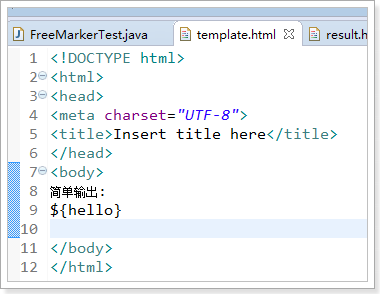 FreeMarkerTest.java template.html result.h
1 <!DOCTYPE html>
2 <html>
3 <head>
4 <meta charset="UTF-8">
5 <title>Insert title here</title>
6 </head>
7 <body>
8 简单输出:
9 ${hello}
10
11 </body>
12 </html>